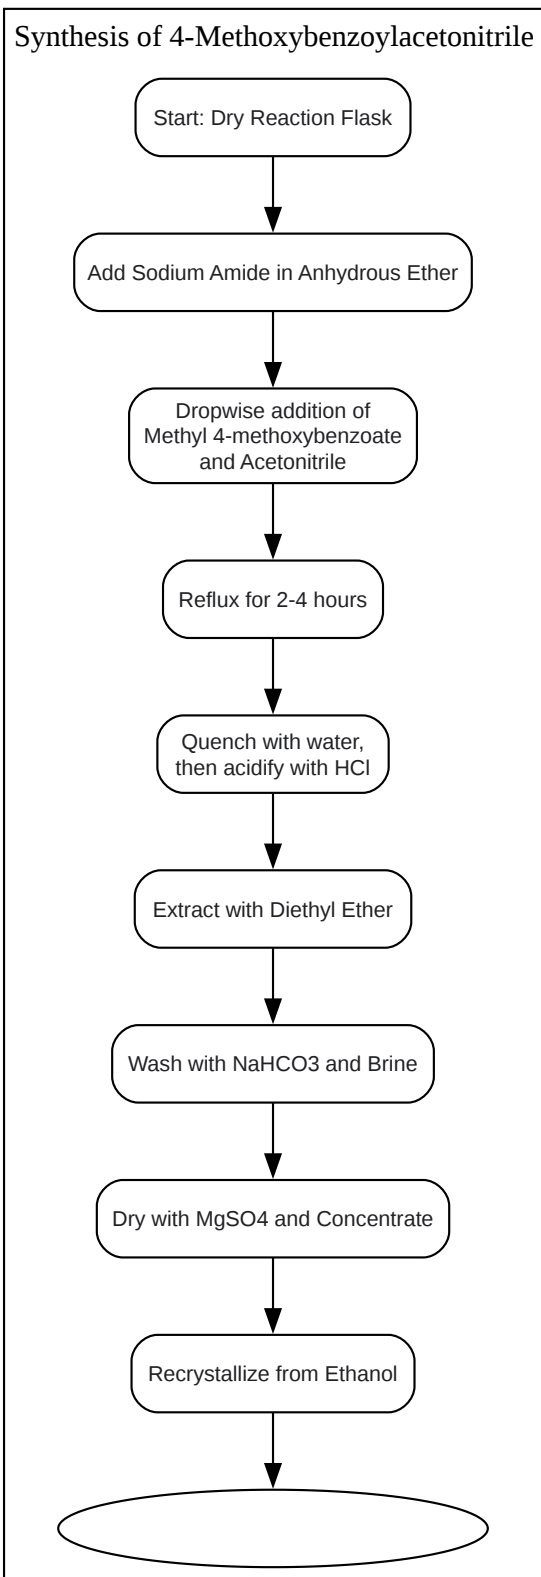 Synthesis of 4-Methoxybenzoylacetonitrile
Start: Dry Reaction Flask
Add Sodium Amide in Anhydrous Ether
Dropwise addition of
Methyl 4-methoxybenzoate
and Acetonitrile
Reflux for 2-4 hours
Quench with water,
then acidify with HCl
Extract with Diethyl Ether
Wash with NaHCO3 and Brine
Dry with MgSO4 and Concentrate
Recrystallize from Ethanol